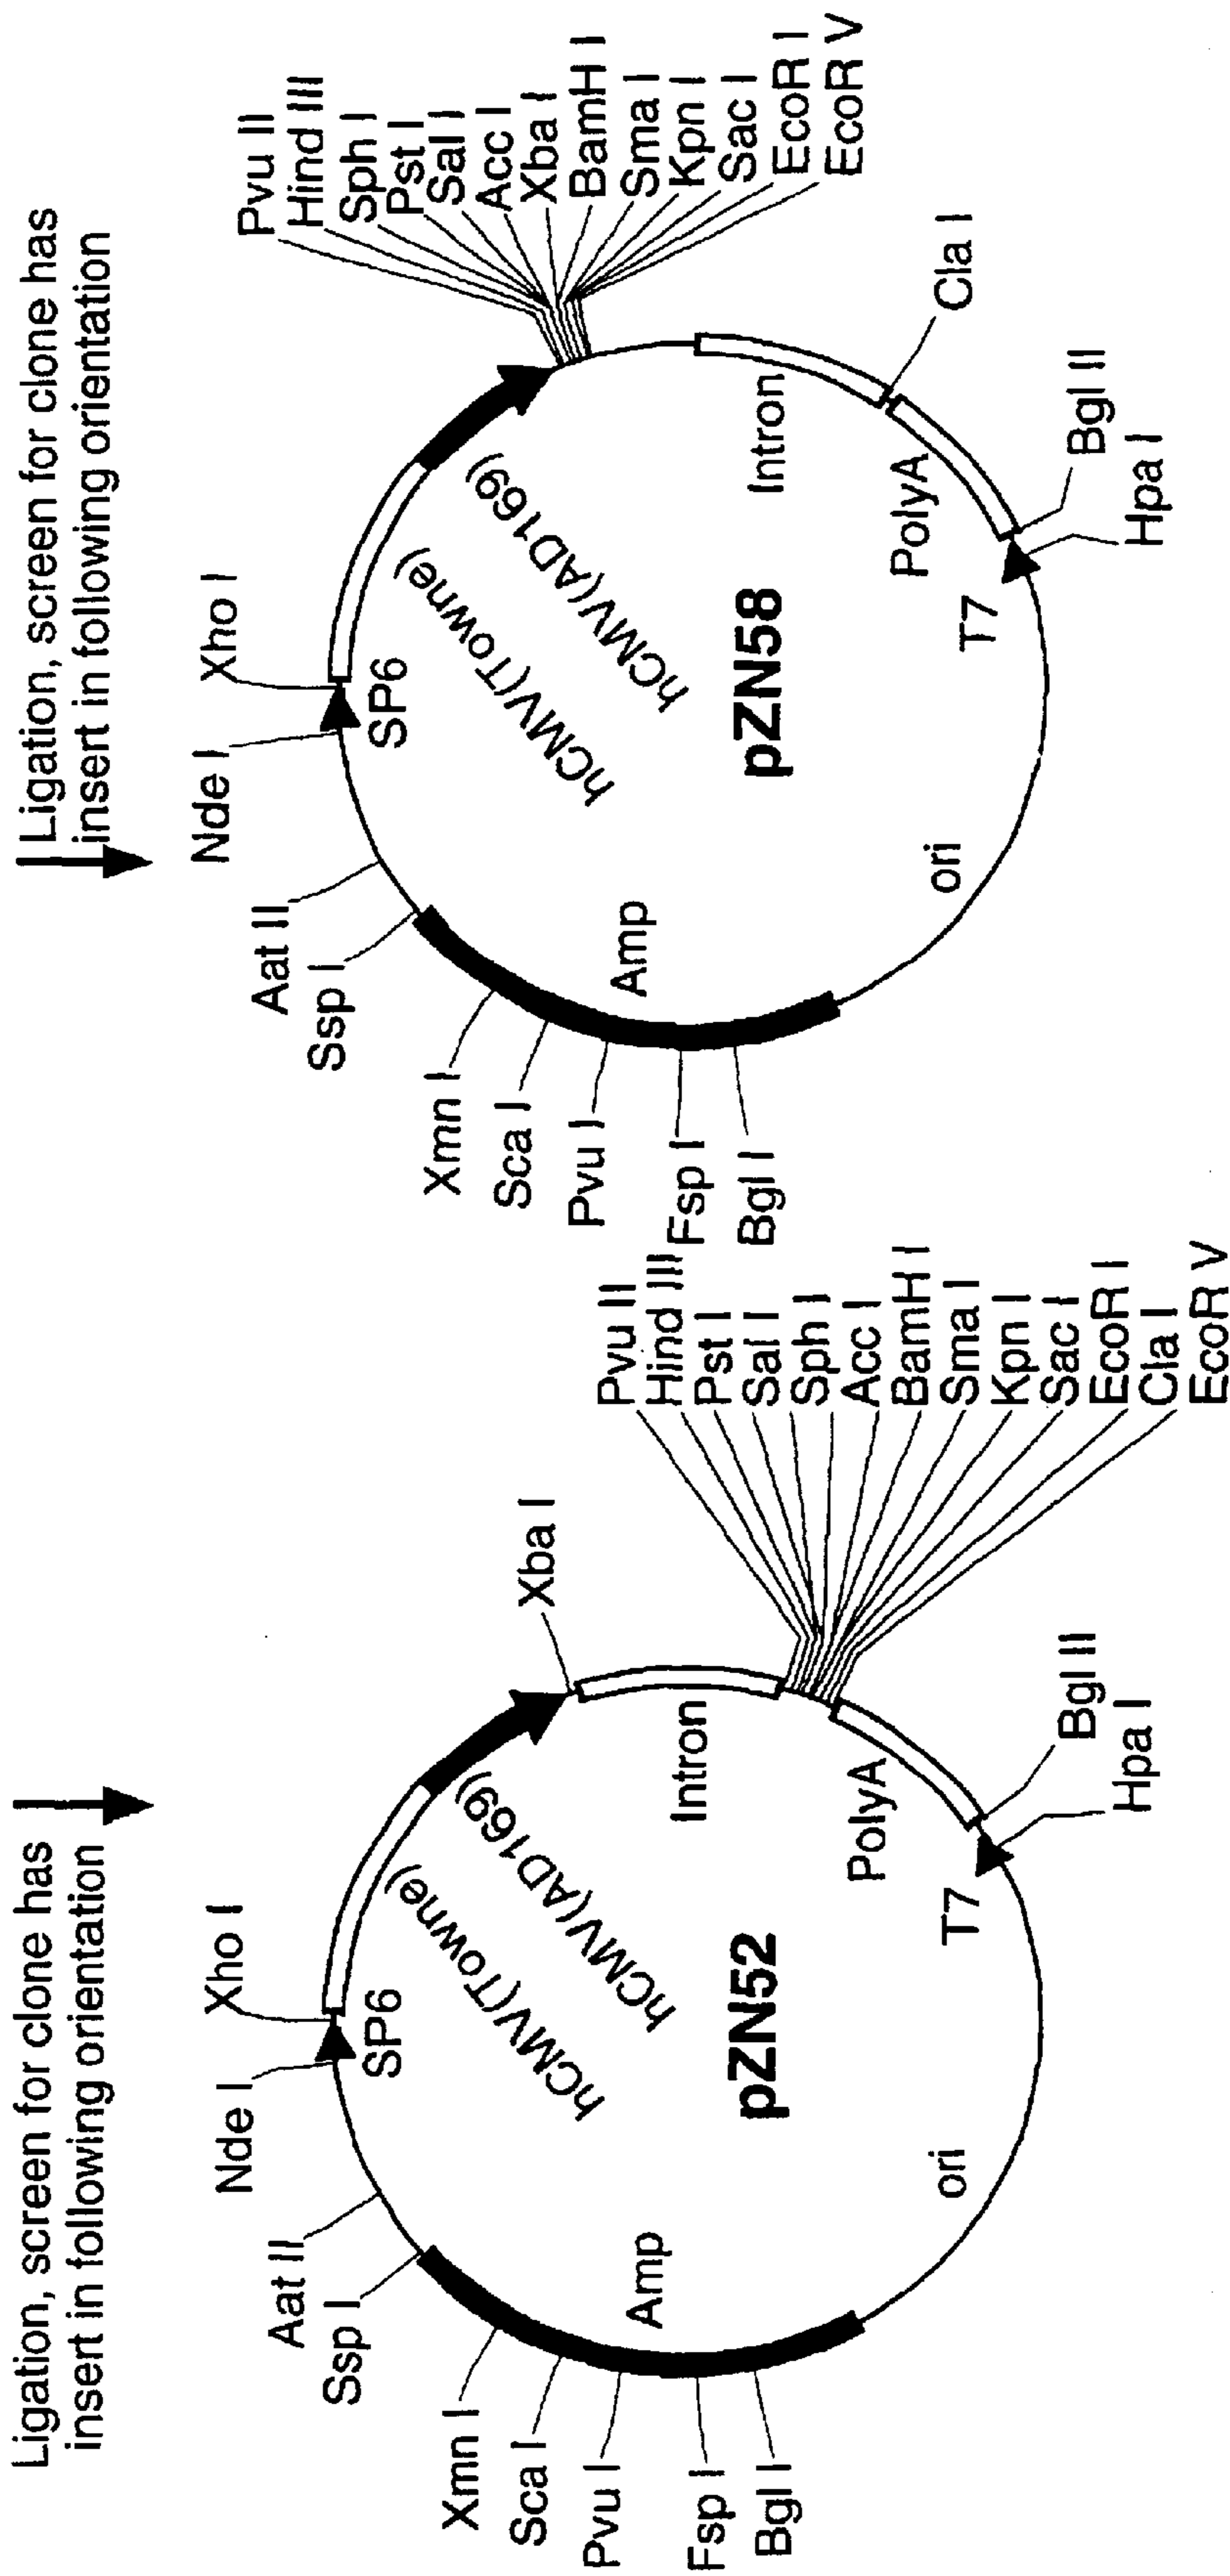 Ligation, screen for clone has
insert in following orientation
Xho I
Nde I
Aat II
Ssp I
Xmn I
Sca I
Pvu I
Fsp I
Bgl I
SP6
hCMV(Towne)
hCMV(AD169)
Xba I
Intron
Pvu II
Hind III
Pst I
Sal I
Sph I
Acc I
BamH I
Sma I
Kpn I
Sac I
EcoR I
Cla I
EcoR V
PolyA
Bgl II
Hpa I
T7
ori
Amp
pZN52
Ligation, screen for clone has
insert in following orientation
Xho I
Nde I
Aat II
Ssp I
Xmn I
Sca I
Pvu I
Fsp I
Bgl I
SP6
hCMV(Towne)
hCMV(AD169)
Pvu II
Hind III
Sph I
Pst I
Sal I
Acc I
Xba I
BamH I
Sma I
Kpn I
Sac I
EcoR I
EcoR V
Intron
Cla I
PolyA
Bgl II
Hpa I
T7
ori
Amp
pZN58